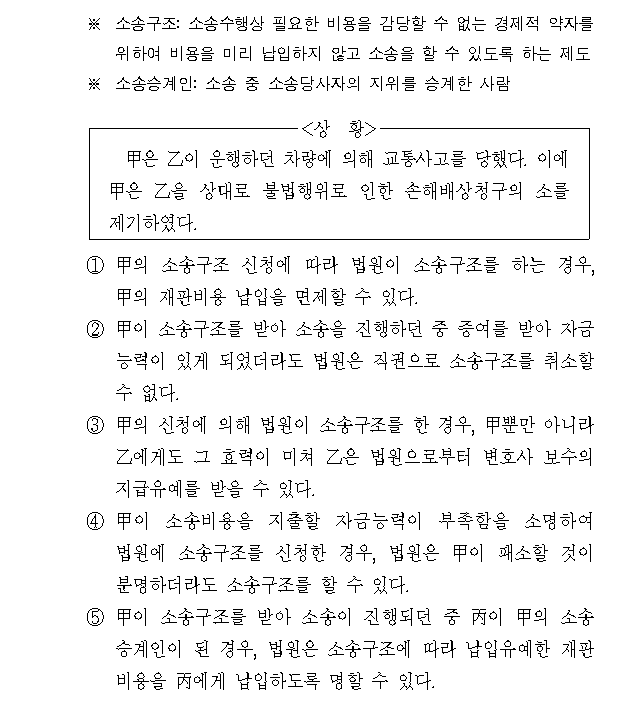 ※ 소송구조: 소송수행상 필요한 비용을 감당할 수 없는 경제적 약자를
위하여 비용을 미리 납입하지 않고 소송을 할 수 있도록 하는 제도
※ 소송승계인: 소송 중 소송당사자의 지위를 승계한 사람
<상 황>
甲은 乙이 운행하던 차량에 의해 교통사고를 당했다. 이에
甲은 乙을 상대로 불법행위로 인한 손해배상청구의 소를
제기하였다.
① 甲의 소송구조 신청에 따라 법원이 소송구조를 하는 경우,
甲의 재판비용 납입을 면제할 수 있다.
② 甲이 소송구조를 받아 소송을 진행하던 중 증여를 받아 자금
능력이 있게 되었더라도 법원은 직권으로 소송구조를 취소할
수 없다.
③ 甲의 신청에 의해 법원이 소송구조를 한 경우, 甲뿐만 아니라
乙에게도 그 효력이 미쳐 乙은 법원으로부터 변호사 보수의
지급유예를 받을 수 있다.
④ 甲이 소송비용을 지출할 자금능력이 부족함을 소명하여
법원에 소송구조를 신청한 경우, 법원은 甲이 패소할 것이
분명하더라도 소송구조를 할 수 있다.
⑤ 甲이 소송구조를 받아 소송이 진행되던 중 丙이 甲의 소송
승계인이 된 경우, 법원은 소송구조에 따라 납입유예한 재판
비용을 丙에게 납입하도록 명할 수 있다.